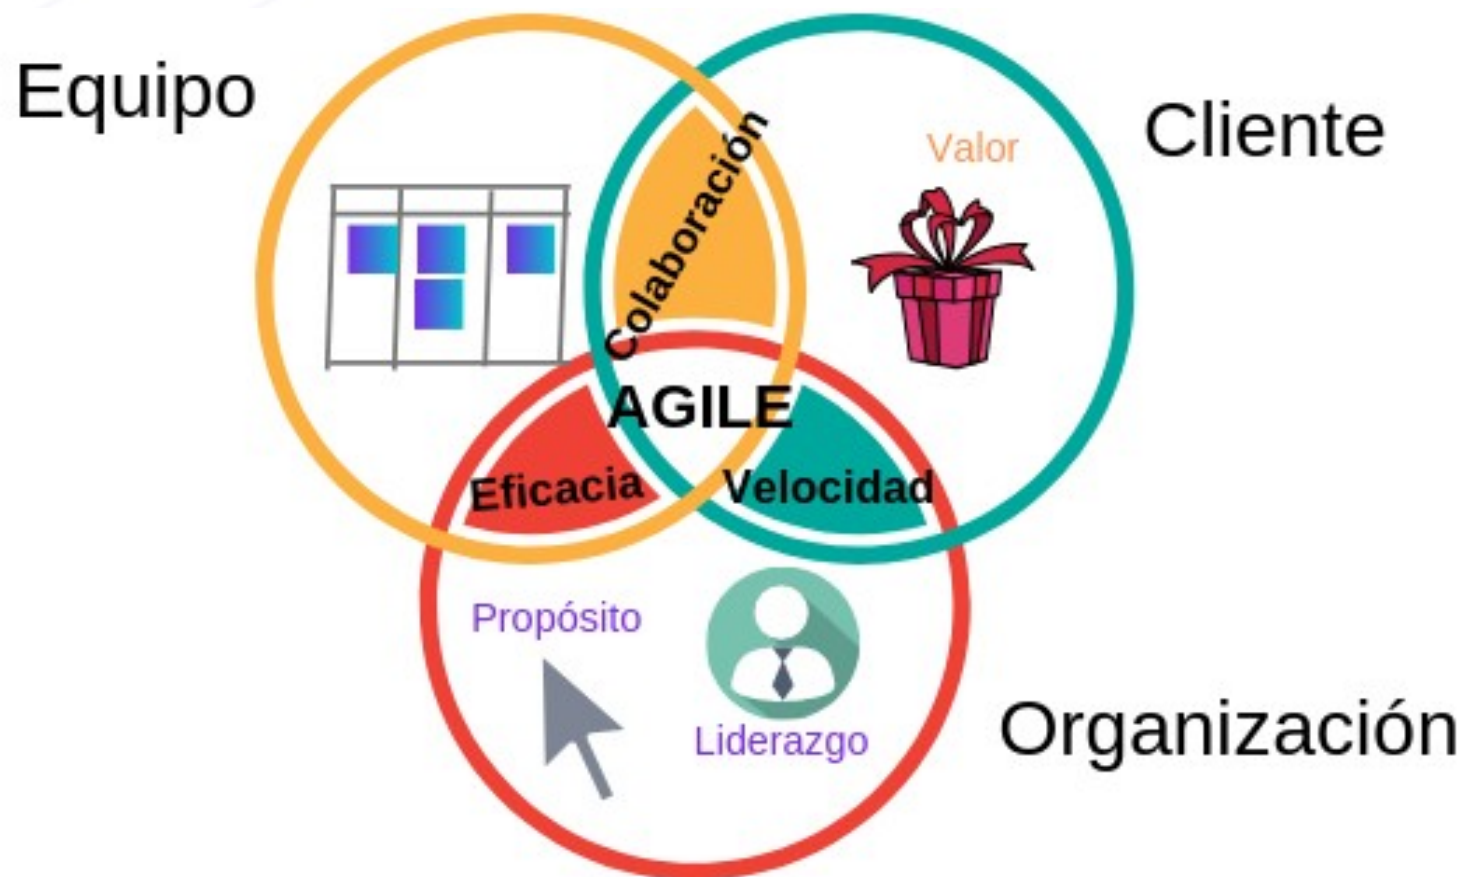 Equipo
Cliente
Valor
Colaboración
AGILE
Eficacia
Velocidad
Propósito
Liderazgo
Organización